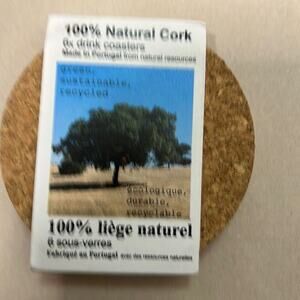 100% Natural Cork
6x drink coasters
Made in Portugal from natural resources
green,
sustainable,
recycled
écologique,
durable,
recyclable
100% liège naturel
6 sous-verres
Fabriqué au Portugal avec des ressources naturelles